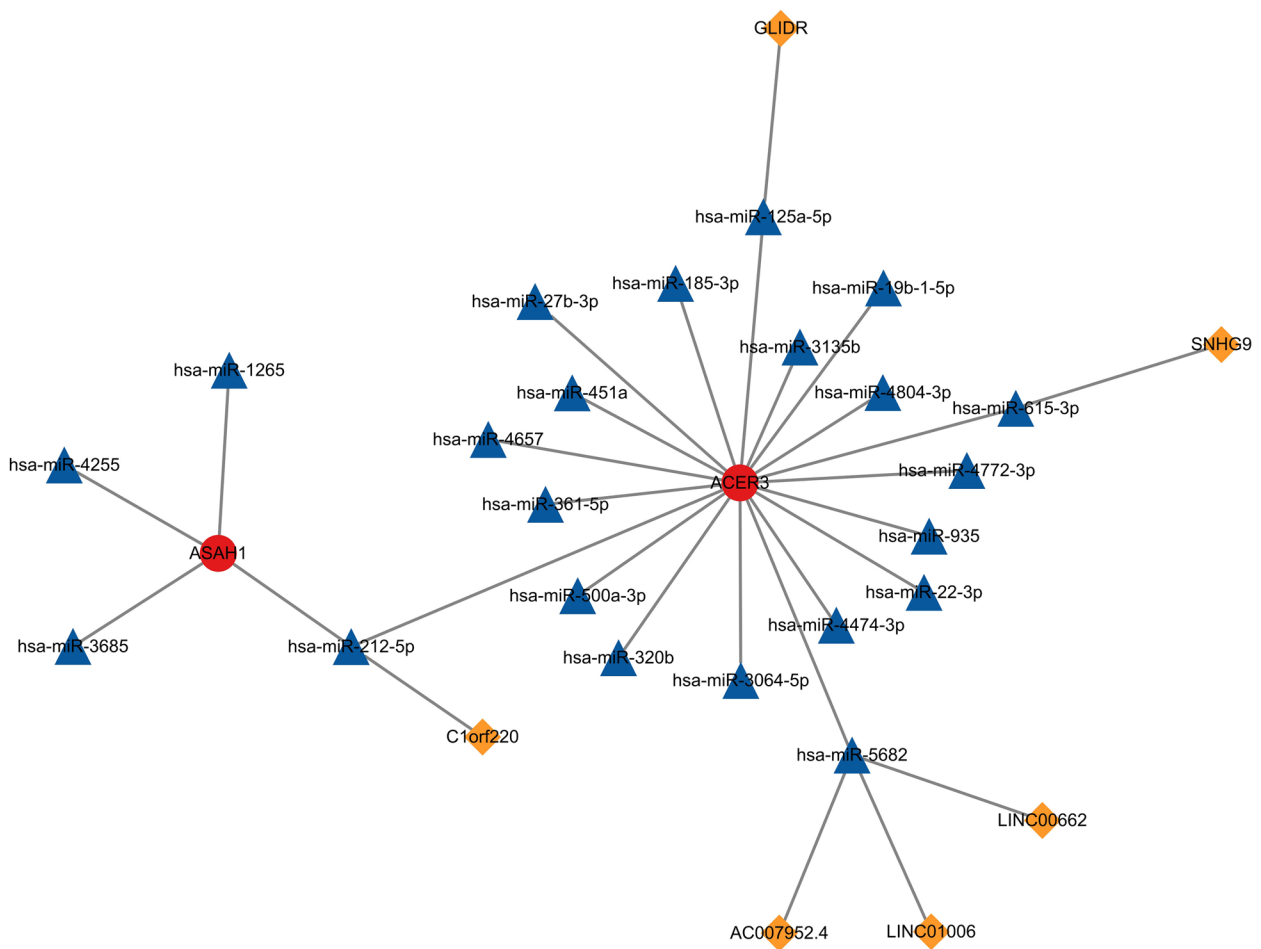 GLIDR
hsa-miR-125a-5p
hsa-miR-185-3p
hsa-miR-19b-1-5p
hsa-miR-27b-3p
SNHG9
hsa-miR-3135b
hsa-miR-1265
hsa-miR-451a
hsa-miR-4804-3p
hsa-miR-615-3p
hsa-miR-4657
hsa-miR-4255
hsa-miR-4772-3p
ACER3
hsa-miR-361-5p
hsa-miR-935
ASAH1
hsa-miR-22-3p
hsa-miR-500a-3p
hsa-miR-4474-3p
hsa-miR-3685
hsa-miR-212-5p
hsa-miR-320b
hsa-miR-3064-5p
C1orf220
hsa-miR-5682
LINC00662
AC007952.4
LINC01006